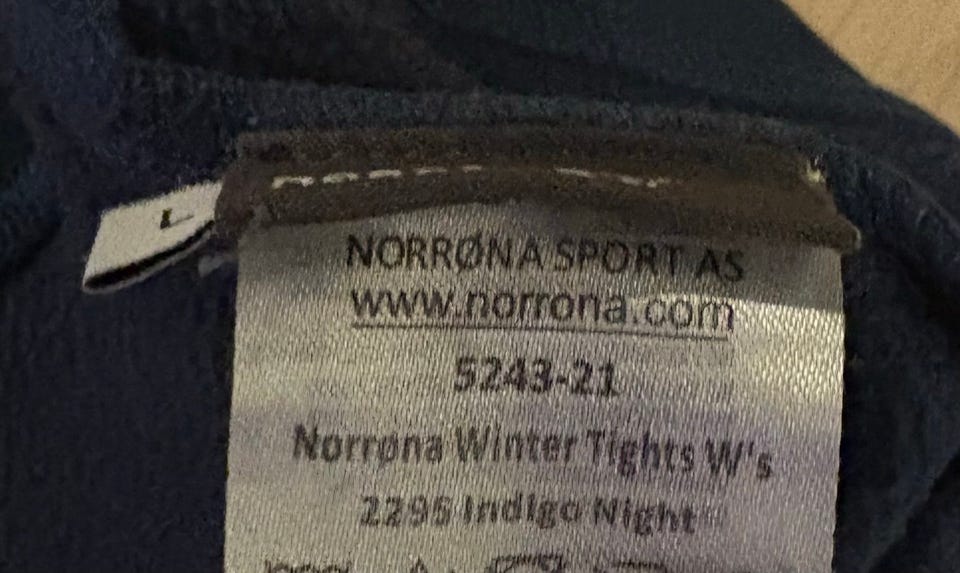 L
NORRØNA SPORT AS
www.norrona.com
5243-21
Norrøna Winter Tights W's
2295 Indigo Night